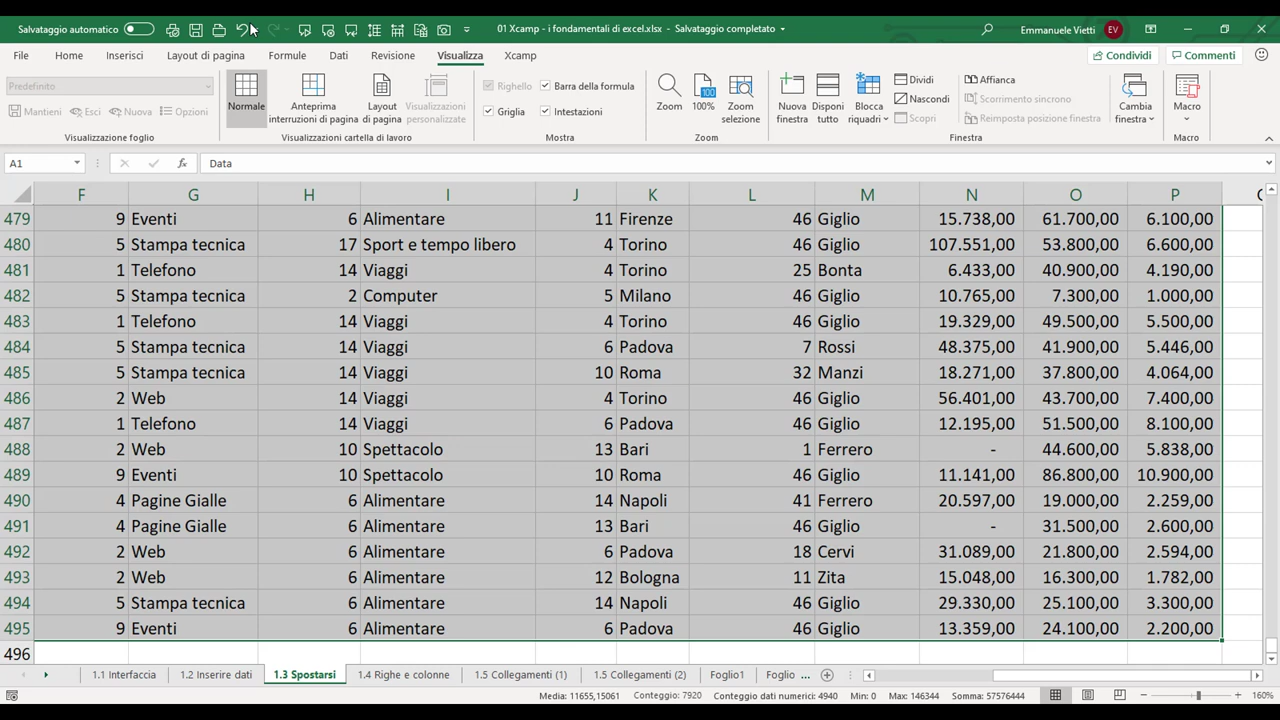 Salvataggio automatico
01 Xcamp - i fondamentali di excel.xlsx - Salvataggio completato
Emmanuele Vietti EV
File Home Inserisci Layout di pagina Formule Dati Revisione Visualizza Xcamp Condividi Commenti
Predefinito
Mantieni Esci Nuova Opzioni
Visualizzazione foglio
Normale
Anteprima interruzioni di pagina
Layout di pagina
Visualizzazioni personalizzate
Visualizzazioni cartella di lavoro
Righello Barra della formula
Griglia Intestazioni
Mostra
Zoom 100% Zoom selezione
Zoom
Nuova finestra
Disponi tutto
Blocca riquadri
Dividi
Nascondi
Scopri
Affianca
Scorrimento sincrono
Reimposta posizione finestra
Cambia finestra
Finestra
Macro
Macro
A1 fx Data
F G H I J K L M N O P
479 9 Eventi 6 Alimentare 11 Firenze 46 Giglio 15.738,00 61.700,00 6.100,00
480 5 Stampa tecnica 17 Sport e tempo libero 4 Torino 46 Giglio 107.551,00 53.800,00 6.600,00
481 1 Telefono 14 Viaggi 4 Torino 25 Bonta 6.433,00 40.900,00 4.190,00
482 5 Stampa tecnica 2 Computer 5 Milano 46 Giglio 10.765,00 7.300,00 1.000,00
483 1 Telefono 14 Viaggi 4 Torino 46 Giglio 19.329,00 49.500,00 5.500,00
484 5 Stampa tecnica 14 Viaggi 6 Padova 7 Rossi 48.375,00 41.900,00 5.446,00
485 5 Stampa tecnica 14 Viaggi 10 Roma 32 Manzi 18.271,00 37.800,00 4.064,00
486 2 Web 14 Viaggi 4 Torino 46 Giglio 56.401,00 43.700,00 7.400,00
487 1 Telefono 14 Viaggi 6 Padova 46 Giglio 12.195,00 51.500,00 8.100,00
488 2 Web 10 Spettacolo 13 Bari 1 Ferrero - 44.600,00 5.838,00
489 9 Eventi 10 Spettacolo 10 Roma 46 Giglio 11.141,00 86.800,00 10.900,00
490 4 Pagine Gialle 6 Alimentare 14 Napoli 41 Ferrero 20.597,00 19.000,00 2.259,00
491 4 Pagine Gialle 6 Alimentare 13 Bari 46 Giglio - 31.500,00 2.600,00
492 2 Web 6 Alimentare 6 Padova 18 Cervi 31.089,00 21.800,00 2.594,00
493 2 Web 6 Alimentare 12 Bologna 11 Zita 15.048,00 16.300,00 1.782,00
494 5 Stampa tecnica 6 Alimentare 14 Napoli 46 Giglio 29.330,00 25.100,00 3.300,00
495 9 Eventi 6 Alimentare 6 Padova 46 Giglio 13.359,00 24.100,00 2.200,00
496
1.1 Interfaccia 1.2 Inserire dati 1.3 Spostarsi 1.4 Righe e colonne 1.5 Collegamenti (1) 1.5 Collegamenti (2) Foglio1 Foglio ...
Media: 11655,15061 Conteggio: 7920 Conteggio dati numerici: 4940 Min: 0 Max: 146344 Somma: 57576444 160%